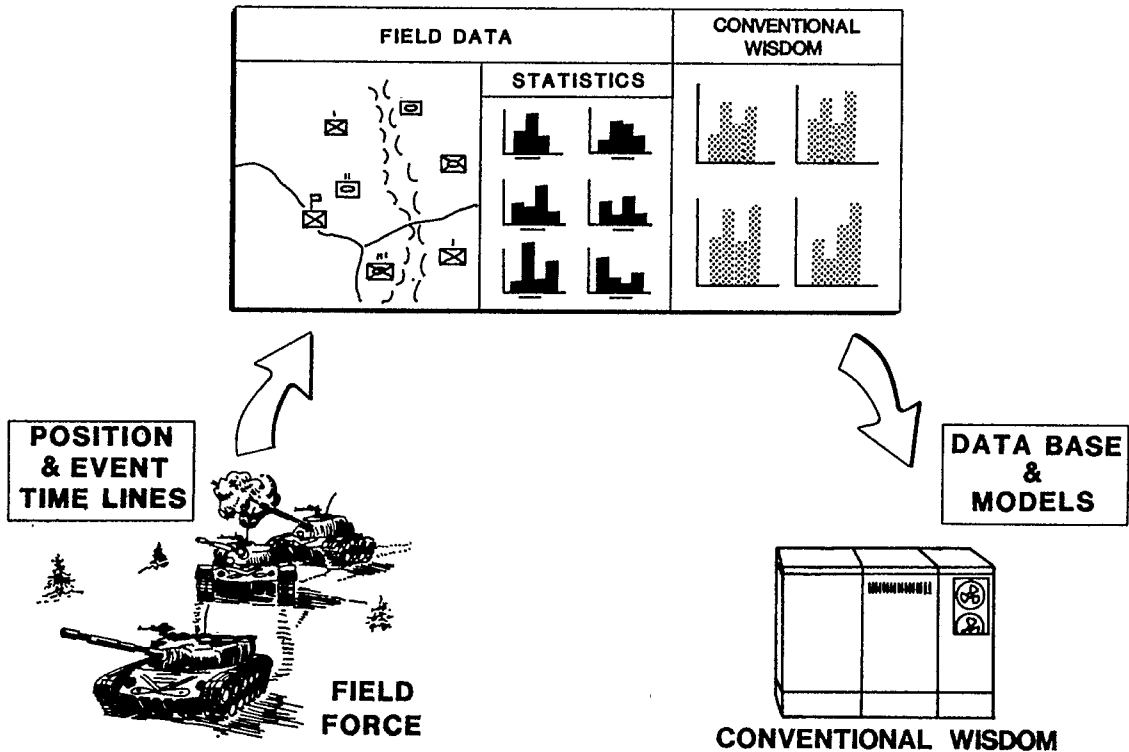 FIELD DATA
CONVENTIONAL
WISDOM
STATISTICS
POSITION
& EVENT
TIME LINES
DATA BASE
&
MODELS
FIELD
FORCE
CONVENTIONAL WISDOM